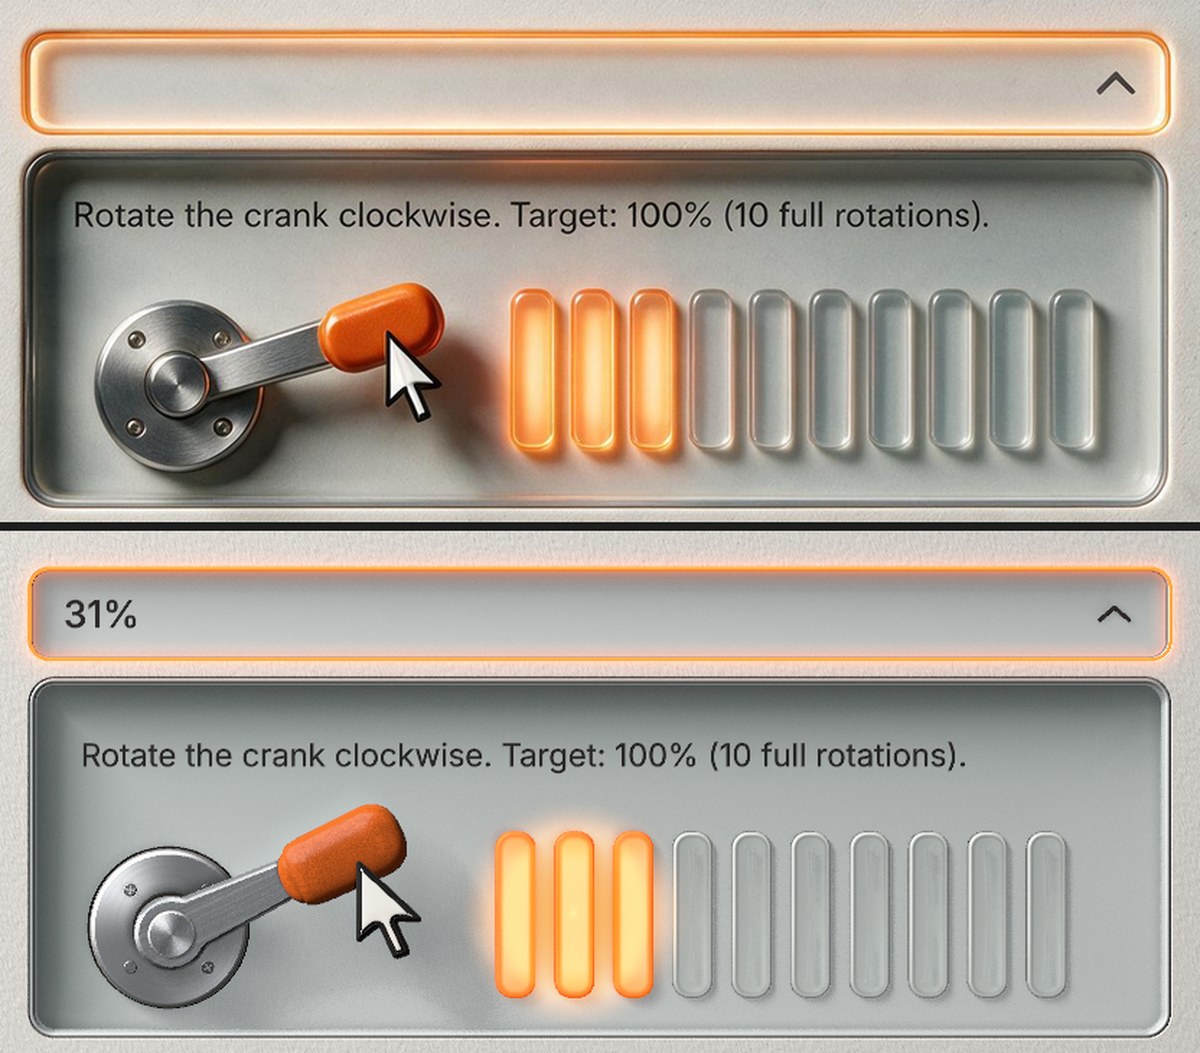 Rotate the crank clockwise. Target: 100% (10 full rotations).
31%
Rotate the crank clockwise. Target: 100% (10 full rotations).